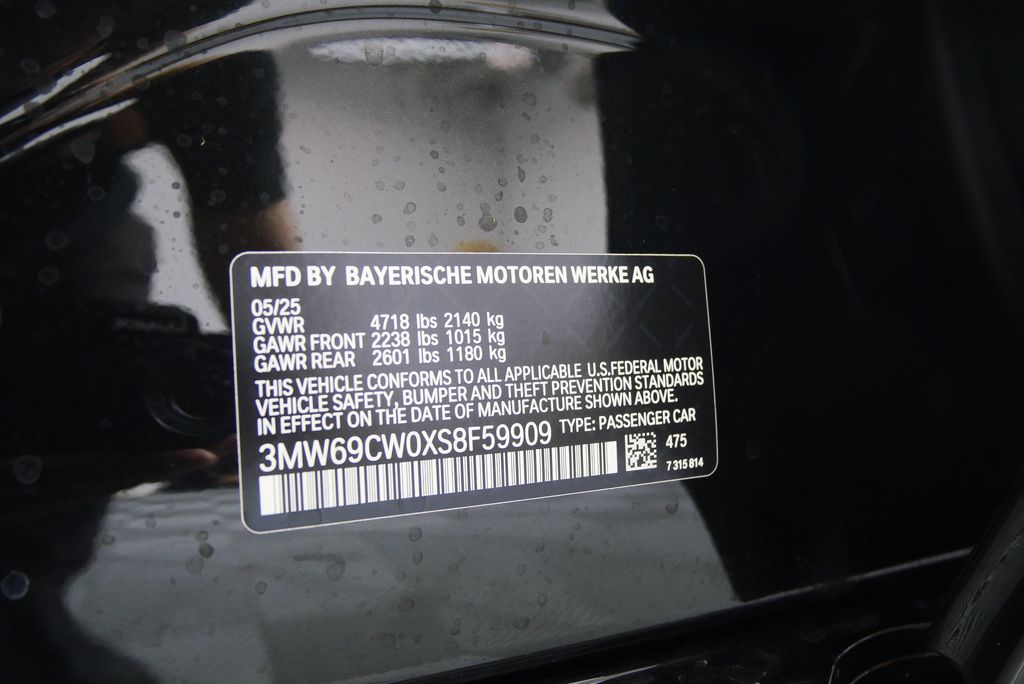 MFD BY BAYERISCHE MOTOREN WERKE AG
05/25
GVWR 4718 lbs 2140 kg
GAWR FRONT 2238 lbs 1015 kg
GAWR REAR 2601 lbs 1180 kg
THIS VEHICLE CONFORMS TO ALL APPLICABLE U.S.FEDERAL MOTOR
VEHICLE SAFETY, BUMPER AND THEFT PREVENTION STANDARDS
IN EFFECT ON THE DATE OF MANUFACTURE SHOWN ABOVE.
3MW69CW0XS8F59909 TYPE: PASSENGER CAR
475
7 315 814